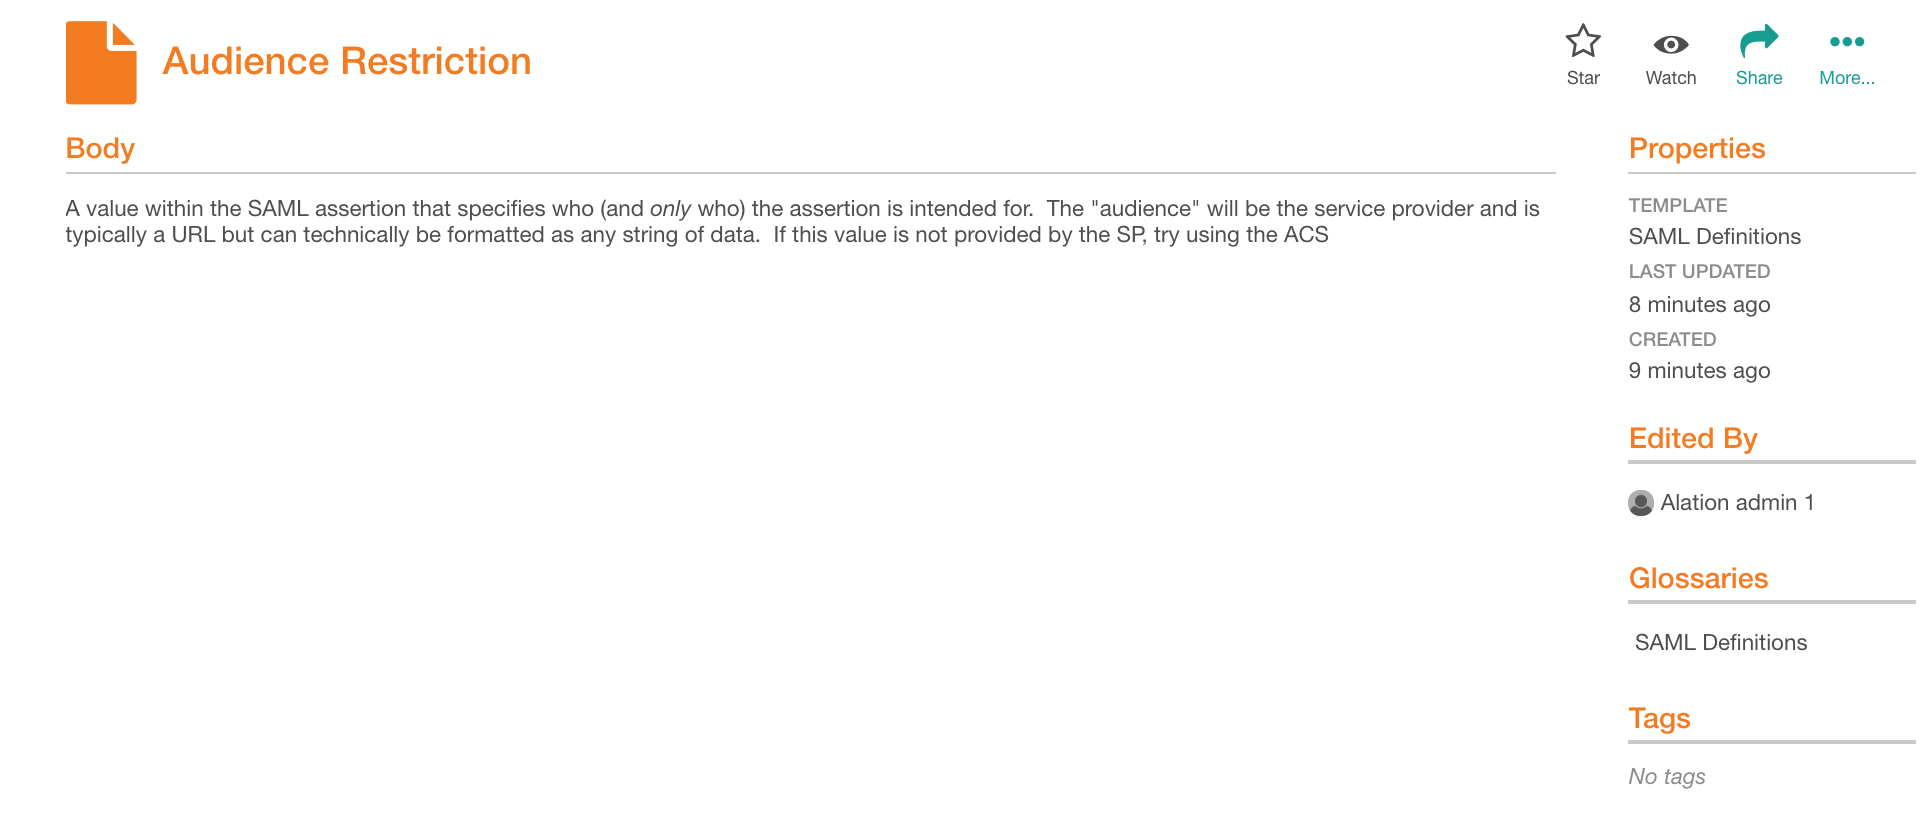 Audience Restriction
Star
Watch
Share
More...
Body
A value within the SAML assertion that specifies who (and only who) the assertion is intended for.  The "audience" will be the service provider and is
typically a URL but can technically be formatted as any string of data.  If this value is not provided by the SP, try using the ACS
Properties
TEMPLATE
SAML Definitions
LAST UPDATED
8 minutes ago
CREATED
9 minutes ago
Edited By
Alation admin 1
Glossaries
SAML Definitions
Tags
No tags